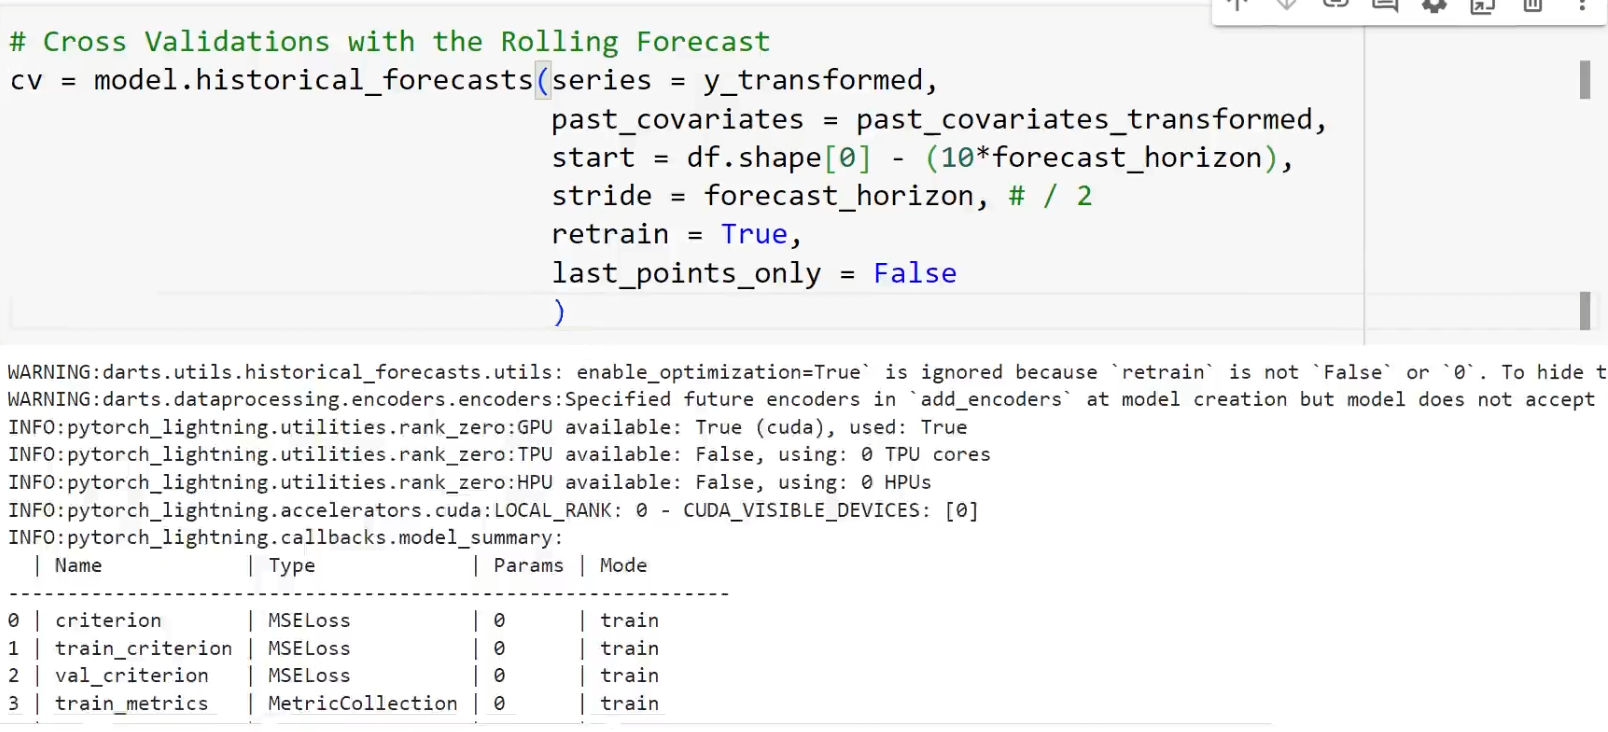 # Cross Validations with the Rolling Forecast
cv = model.historical_forecasts(series = y_transformed,
past_covariates = past_covariates_transformed,
start = df.shape[0] - (10*forecast_horizon),
stride = forecast_horizon, # / 2
retrain = True,
last_points_only = False
)
WARNING:darts.utils.historical_forecasts.utils: enable_optimization=True` is ignored because `retrain` is not `False` or `0`. To hide t
WARNING:darts.dataprocessing.encoders.encoders:Specified future encoders in `add_encoders` at model creation but model does not accept
INFO:pytorch_lightning.utilities.rank_zero:GPU available: True (cuda), used: True
INFO:pytorch_lightning.utilities.rank_zero:TPU available: False, using: 0 TPU cores
INFO:pytorch_lightning.utilities.rank_zero:HPU available: False, using: 0 HPUs
INFO:pytorch_lightning.accelerators.cuda:LOCAL_RANK: 0 - CUDA_VISIBLE_DEVICES: [0]
INFO:pytorch_lightning.callbacks.model_summary:
| Name | Type | Params | Mode
-------------------------------------------------------------
0 | criterion | MSELoss | 0 | train
1 | train_criterion | MSELoss | 0 | train
2 | val_criterion | MSELoss | 0 | train
3 | train_metrics | MetricCollection | 0 | train